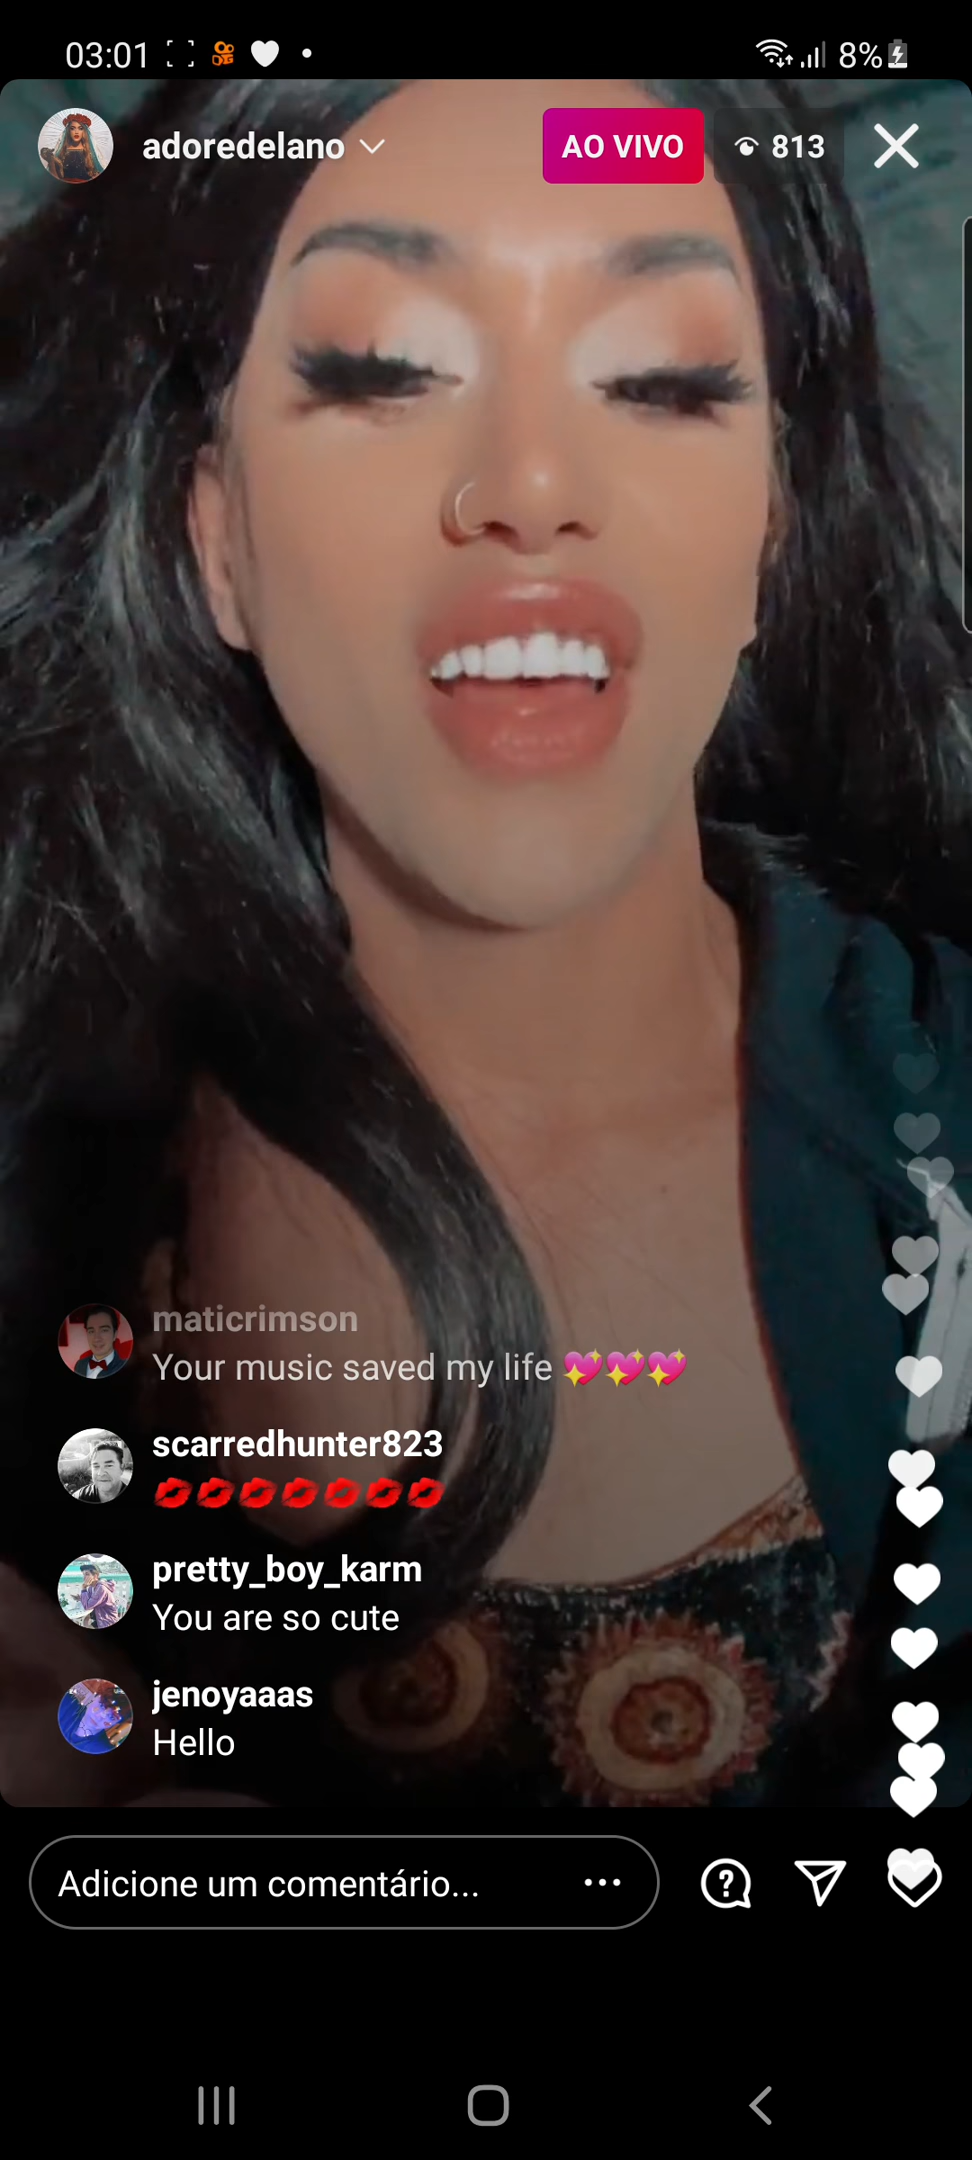 03:01
8%
adoredelano
AO VIVO
813
maticrimson
Your music saved my life 💖💖💖
scarredhunter823
💋💋💋💋💋💋💋
pretty_boy_karm
You are so cute
jenoyaaas
Hello
Adicione um comentário...